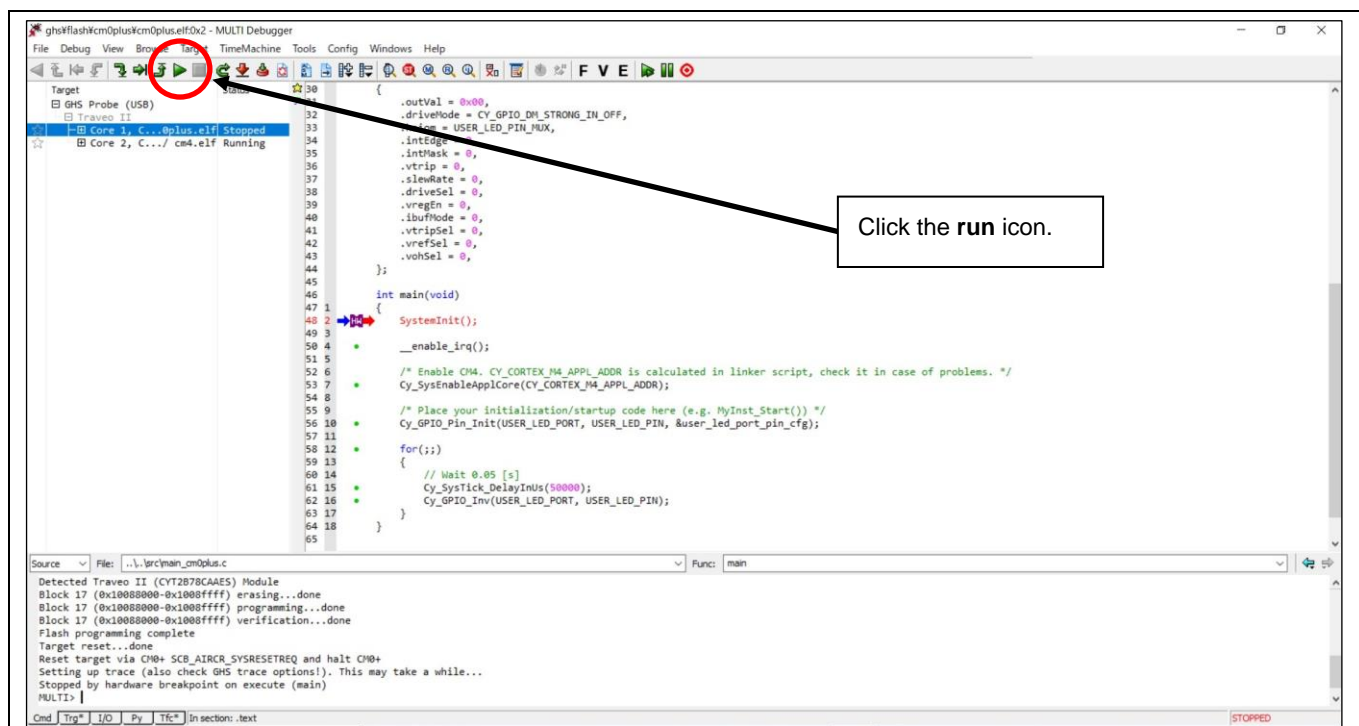 ghs¥flash¥cm0plus¥cm0plus.elf:0x2 - MULTI Debugger
File Debug View Browse Target TimeMachine Tools Config Windows Help
F V E
Target Status
GHS Probe (USB)
Traveo II
Core 1, C...0plus.elf Stopped
Core 2, C.../ cm4.elf Running
30 {
.outVal = 0x00,
32 .driveMode = CY_GPIO_DM_STRONG_IN_OFF,
33 = USER_LED_PIN_MUX,
34 .intEdge
35 .intMask = 0,
36 .vtrip = 0,
37 .slewRate = 0,
38 .driveSel = 0,
39 .vregEn = 0,
40 .ibufMode = 0,
41 .vtripSel = 0,
42 .vrefSel = 0,
43 .vohSel = 0,
44 };
45
46 int main(void)
47 1 {
48 2 HW SystemInit();
49 3
50 4 __enable_irq();
51 5
52 6 /* Enable CM4. CY_CORTEX_M4_APPL_ADDR is calculated in linker script, check it in case of problems. */
53 7 Cy_SysEnableApplCore(CY_CORTEX_M4_APPL_ADDR);
54 8
55 9 /* Place your initialization/startup code here (e.g. MyInst_Start()) */
56 10 Cy_GPIO_Pin_Init(USER_LED_PORT, USER_LED_PIN, &user_led_port_pin_cfg);
57 11
58 12 for(;;)
59 13 {
60 14 // Wait 0.05 [s]
61 15 Cy_SysTick_DelayInUs(50000);
62 16 Cy_GPIO_Inv(USER_LED_PORT, USER_LED_PIN);
63 17 }
64 18 }
65
Click the run icon.
Source File: ..\..\src\main_cm0plus.c Func: main
Detected Traveo II (CYT2B78CAAES) Module
Block 17 (0x10088000-0x1008ffff) erasing...done
Block 17 (0x10088000-0x1008ffff) programming...done
Block 17 (0x10088000-0x1008ffff) verification...done
Flash programming complete
Target reset...done
Reset target via CM0+ SCB_AIRCR_SYSRESETREQ and halt CM0+
Setting up trace (also check GHS trace options!). This may take a while...
Stopped by hardware breakpoint on execute (main)
MULTI>
Cmd Trg* I/O Py Tfc* In section: .text STOPPED